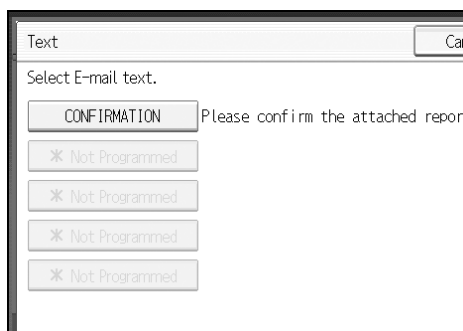 Text
Ca
Select E-mail text.
CONFIRMATION Please confirm the attached repor
* Not Programmed
* Not Programmed
* Not Programmed
* Not Programmed